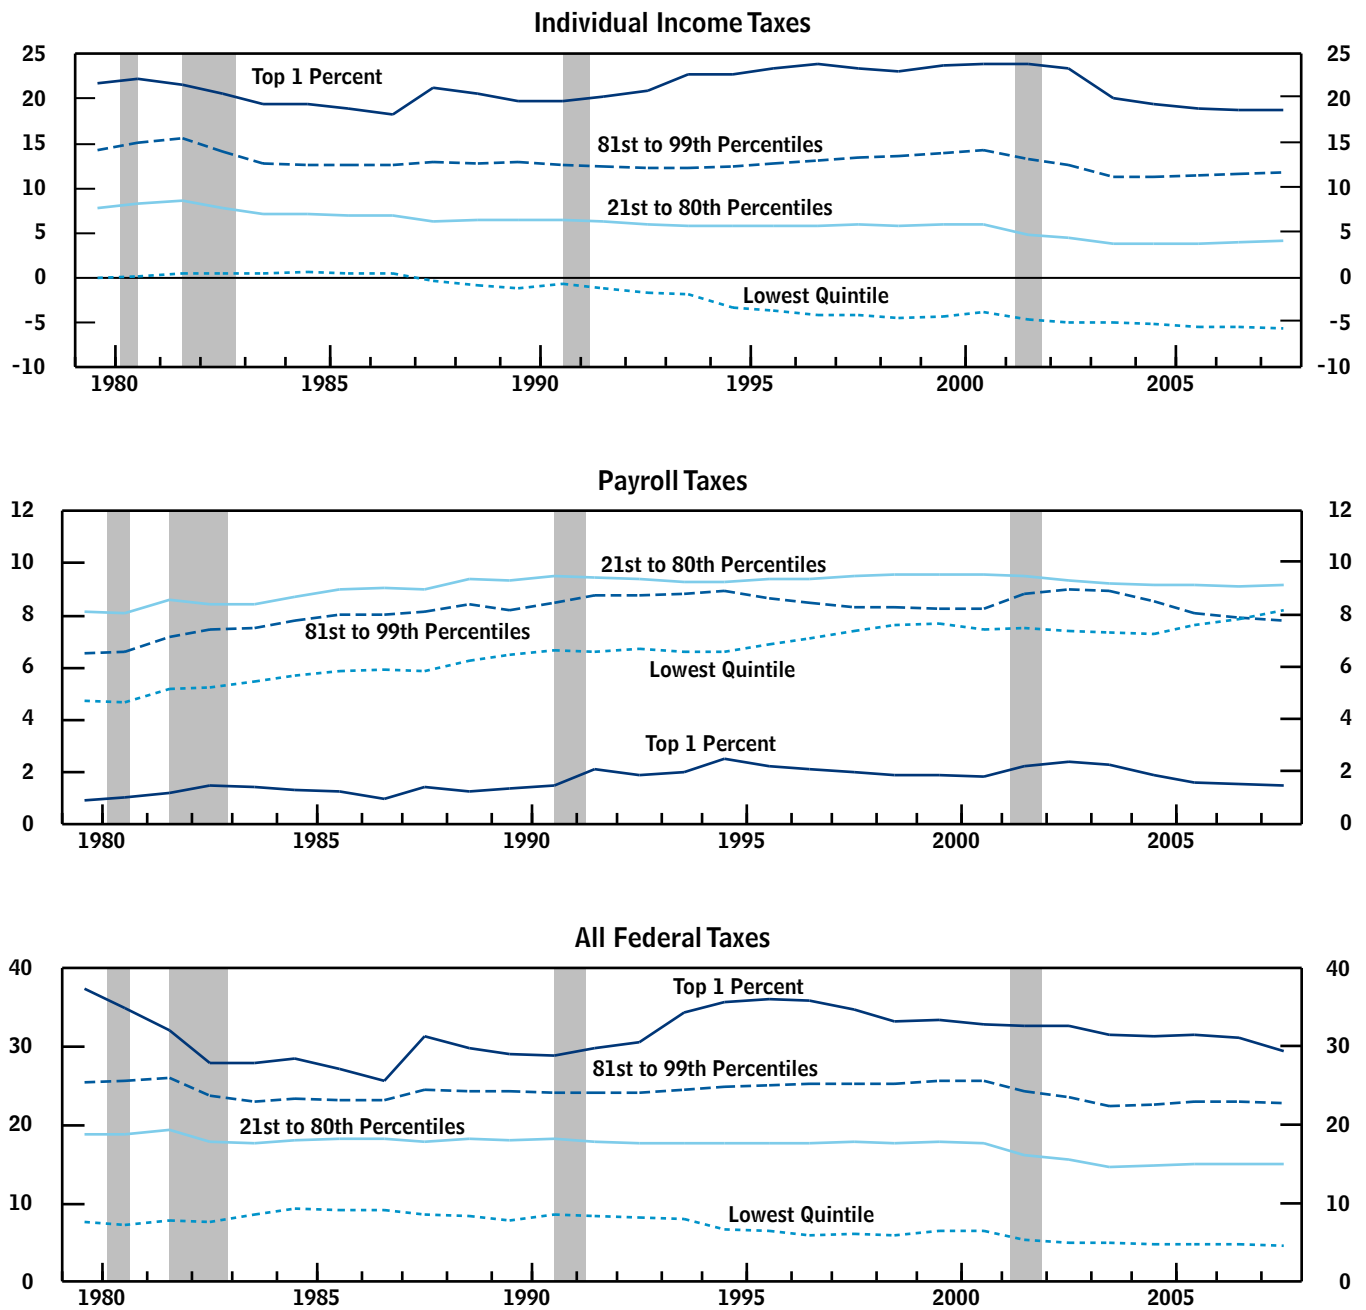 Individual Income Taxes
25 25
Top 1 Percent
20 20
81st to 99th Percentiles
15 15
10 10
21st to 80th Percentiles
5 5
0 0
Lowest Quintile
-5 -5
-10 -10
1980 1985 1990 1995 2000 2005
Payroll Taxes
12 12
21st to 80th Percentiles
10 10
8 8
81st to 99th Percentiles
Lowest Quintile
6 6
4 4
Top 1 Percent
2 2
0 0
1980 1985 1990 1995 2000 2005
All Federal Taxes
40 40
Top 1 Percent
30 30
81st to 99th Percentiles
20 20
21st to 80th Percentiles
10 10
Lowest Quintile
0 0
1980 1985 1990 1995 2000 2005